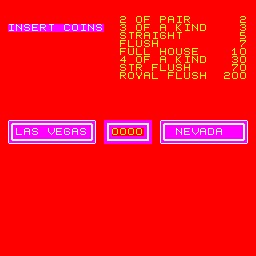 2 OF PAIR 2
INSERT COINS 3 OF A KIND 3
STRAIGHT 5
FLUSH 7
FULL HOUSE 10
4 OF A KIND 30
STR FLUSH 70
ROYAL FLUSH 200
LAS VEGAS 0000 NEVADA